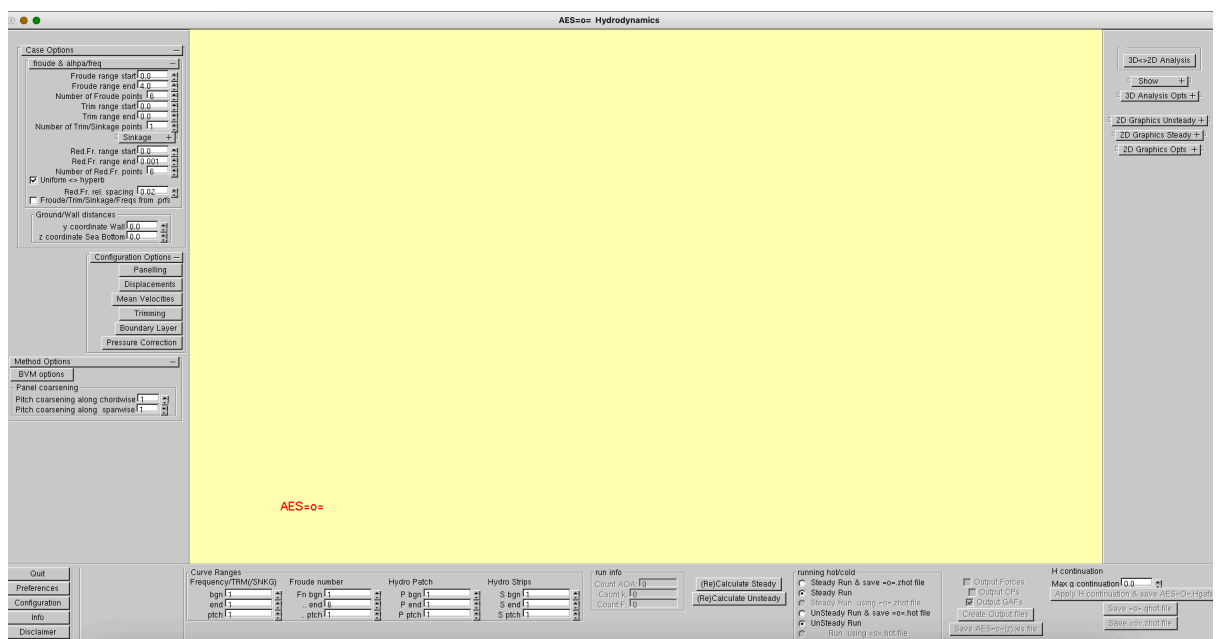 AES=o= Hydrodynamics
Case Options
froude & alhpa/freq
Froude range start 0.0
Froude range end 4.0
Number of Froude points 6
Trim range start 0.0
Trim range end 0.0
Number of Trim/Sinkage points 1
Sinkage +
Red.Fr. range start 0.0
Red.Fr. range end 0.001
Number of Red.Fr. points 6
Uniform <> hyperb
Red.Fr. rel. spacing 0.02
Froude/Trim/Sinkage/Freqs from .prfs
Ground/Wall distances
y coordinate Wall 0.0
z coordinate Sea Bottom 0.0
Configuration Options
Panelling
Displacements
Mean Velocities
Trimming
Boundary Layer
Pressure Correction
Method Options
BVM options
Panel coarsening
Pitch coarsening along chordwise 1
Pitch coarsening along spanwise 1
AES=o=
3D<>2D Analysis
Show +
3D Analysis Opts +
2D Graphics Unsteady +
2D Graphics Steady +
2D Graphics Opts +
Quit
Preferences
Configuration
Info
Disclaimer
Curve Ranges
Frequency/TRM(/SNKG)
bgn 1
end 1
ptch 1
Froude number
Fn bgn 1
.. end 6
.. ptch 1
Hydro Patch
P bgn 1
P end 1
P ptch 1
Hydro Strips
S bgn 1
S end 1
S ptch 1
run info
Count AOA: 0
Count k: 0
Count F: 0
(Re)Calculate Steady
(Re)Calculate Unsteady
running hot/cold
Steady Run & save =o=.zhot file
Steady Run
Steady Run using =o=.zhot file
UnSteady Run & save =o=.hot file
UnSteady Run
Run using =o=.hot file
Output Forces
Output CPs
Output GAFs
Create Output files
Save AES=o=(z).xls file
H continuation
Max g continuation 0.0
Apply H continuation & save AES=O=.Hgafs
Save =o=.qhot file
Save =o=.zhot file